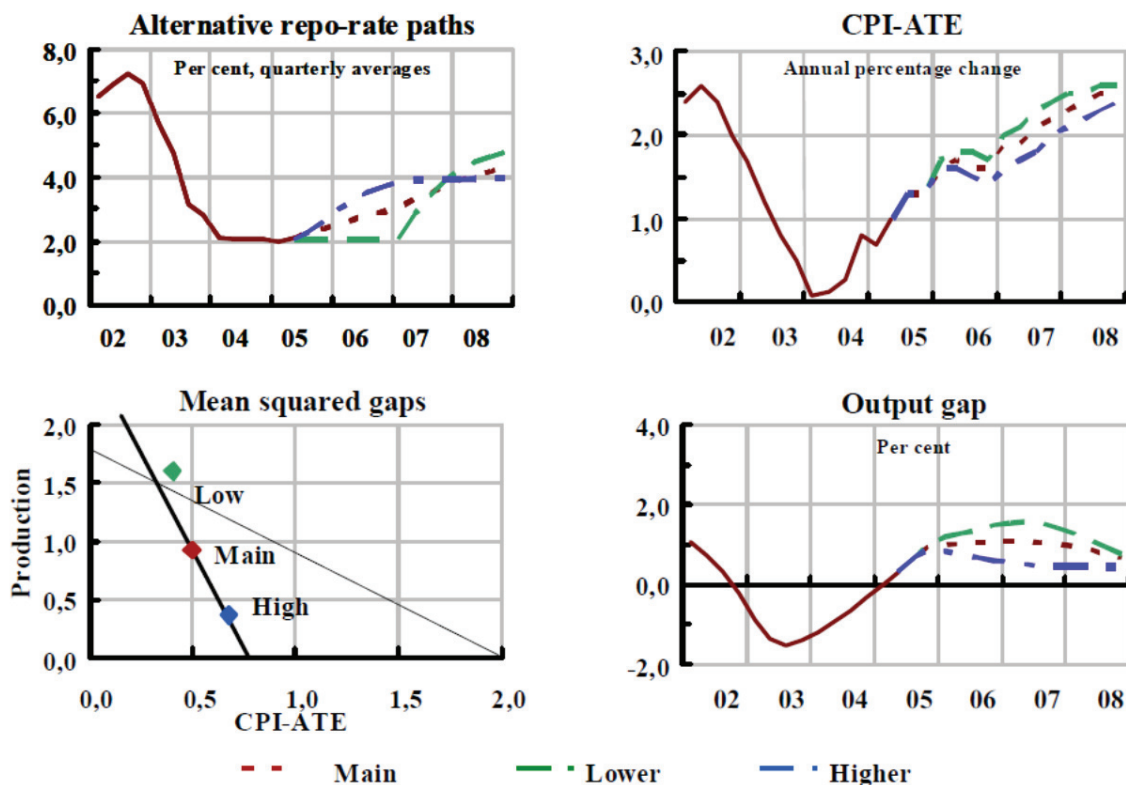 Alternative repo-rate paths
8,0
Per cent, quarterly averages
6,0
4,0
2,0
0,0
02 03 04 05 06 07 08
CPI-ATE
3,0
Annual percentage change
2,0
1,0
0,0
02 03 04 05 06 07 08
Mean squared gaps
2,0
Production
1,5
Low
1,0
Main
0,5
High
0,0
0,0 0,5 1,0 1,5 2,0
CPI-ATE
Output gap
4,0
Per cent
2,0
0,0
-2,0
02 03 04 05 06 07 08
Main Lower Higher